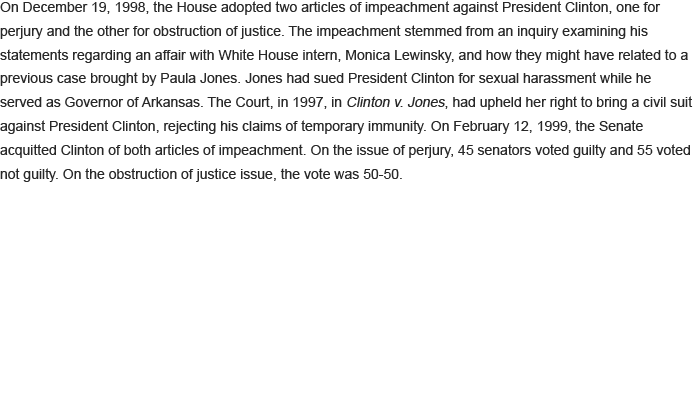 On December 19, 1998, the House adopted two articles of impeachment against President Clinton, one for
perjury and the other for obstruction of justice. The impeachment stemmed from an inquiry examining his
statements regarding an affair with White House intern, Monica Lewinsky, and how they might have related to a
previous case brought by Paula Jones. Jones had sued President Clinton for sexual harassment while he
served as Governor of Arkansas. The Court, in 1997, in Clinton v. Jones, had upheld her right to bring a civil suit
against President Clinton, rejecting his claims of temporary immunity. On February 12, 1999, the Senate
acquitted Clinton of both articles of impeachment. On the issue of perjury, 45 senators voted guilty and 55 voted
not guilty. On the obstruction of justice issue, the vote was 50-50.